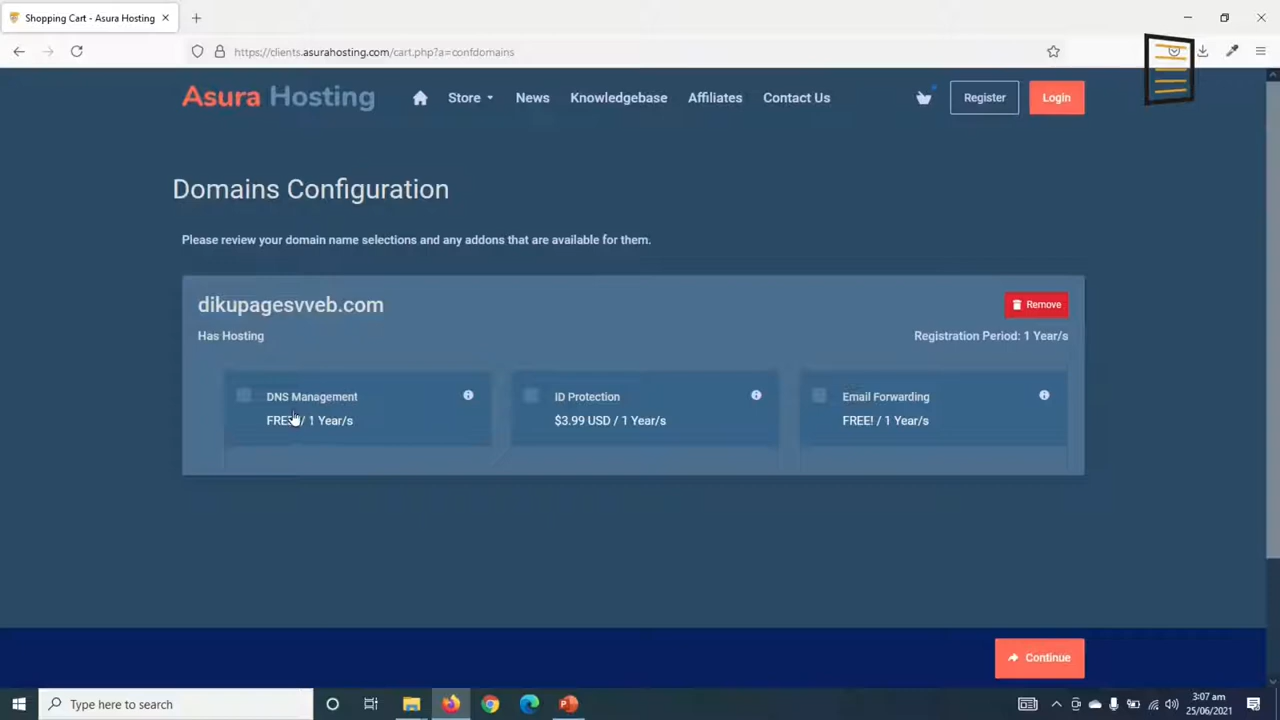 Shopping Cart - Asura Hosting
https://clients.asurahosting.com/cart.php?a=confdomains
Asura Hosting
Store
News
Knowledgebase
Affiliates
Contact Us
Register
Login
Domains Configuration
Please review your domain name selections and any addons that are available for them.
dikupagesvveb.com
Remove
Has Hosting
Registration Period: 1 Year/s
DNS Management
/ 1 Year/s
ID Protection
$3.99 USD / 1 Year/s
Email Forwarding
FREE! / 1 Year/s
Continue
Type here to search
3:07 am
25/06/2021